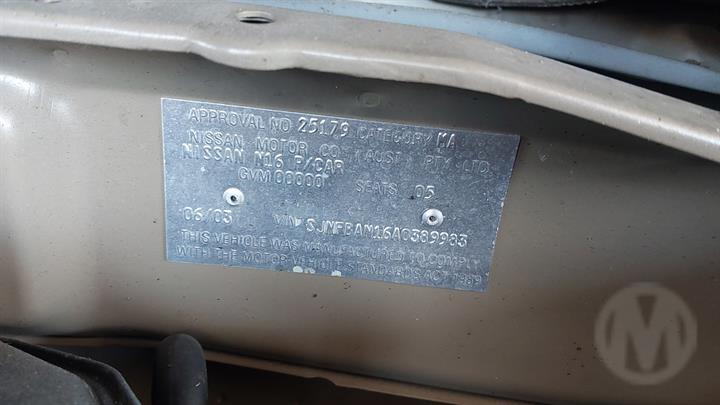 APPROVAL NO 25179 CATEGORY MA
NISSAN MOTOR CO (AUST) PTY LTD
NISSAN N16 P/CAR
GVM 00000 SEATS 05
06/03 VIN SJNFBAN16A0389983
THIS VEHICLE WAS MANUFACTURED TO COMPLY
WITH THE MOTOR VEHICLE STANDARDS ACT 1989
M